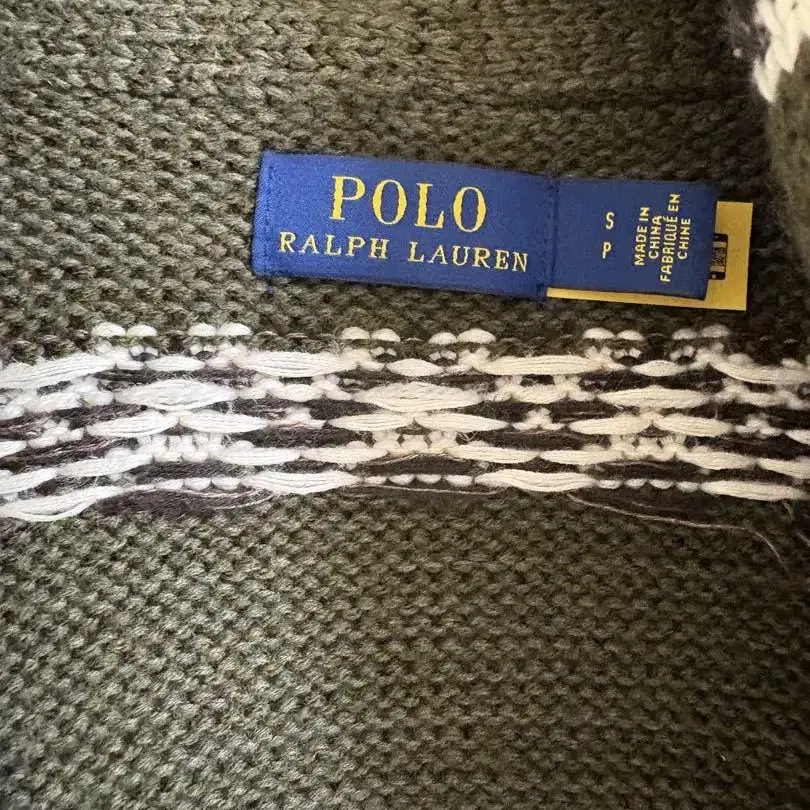 POLO
RALPH LAUREN
S
P
MADE IN
CHINA
FABRIQUÉ EN
CHINE